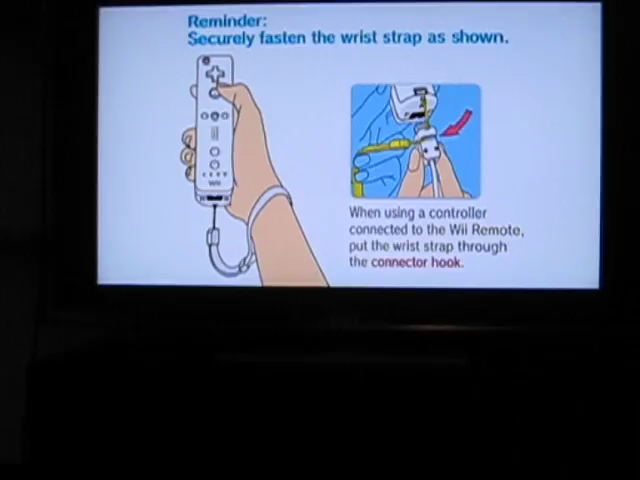 Reminder:
Securely fasten the wrist strap as shown.
Wii
When using a controller
connected to the Wii Remote,
put the wrist strap through
the connector hook.